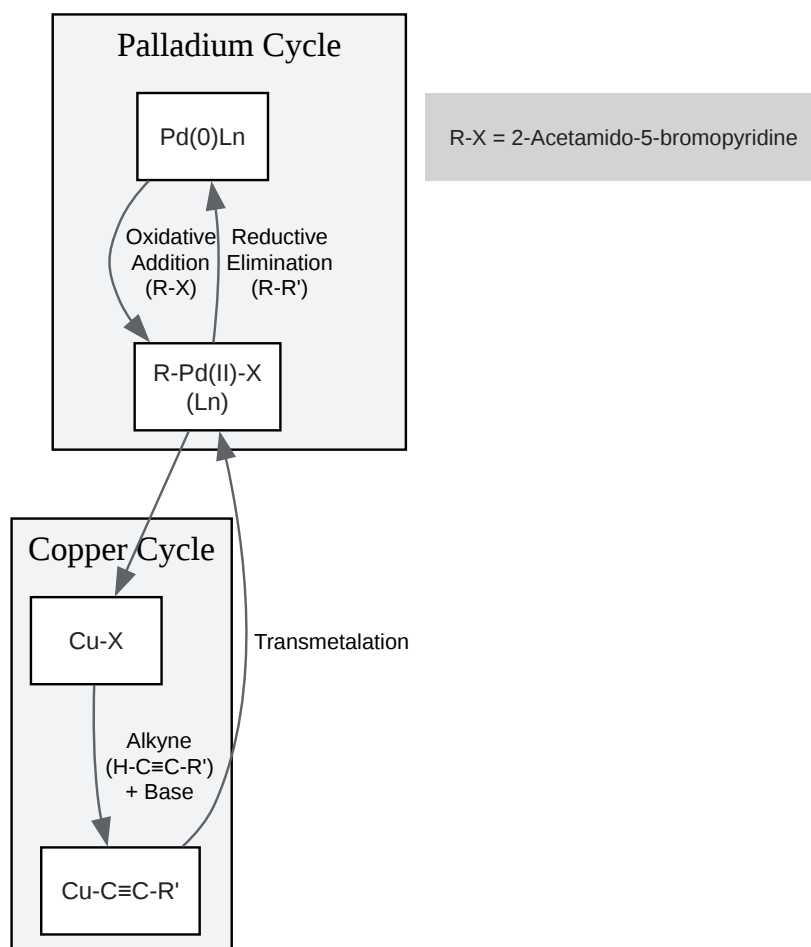 Palladium Cycle
Pd(0)Ln
R-X = 2-Acetamido-5-bromopyridine
Oxidative
Addition
(R-X)
Reductive
Elimination
(R-R')
R-Pd(II)-X
(Ln)
Copper Cycle
Cu-X
Transmetalation
Alkyne
(H-C≡C-R')
+ Base
Cu-C≡C-R'